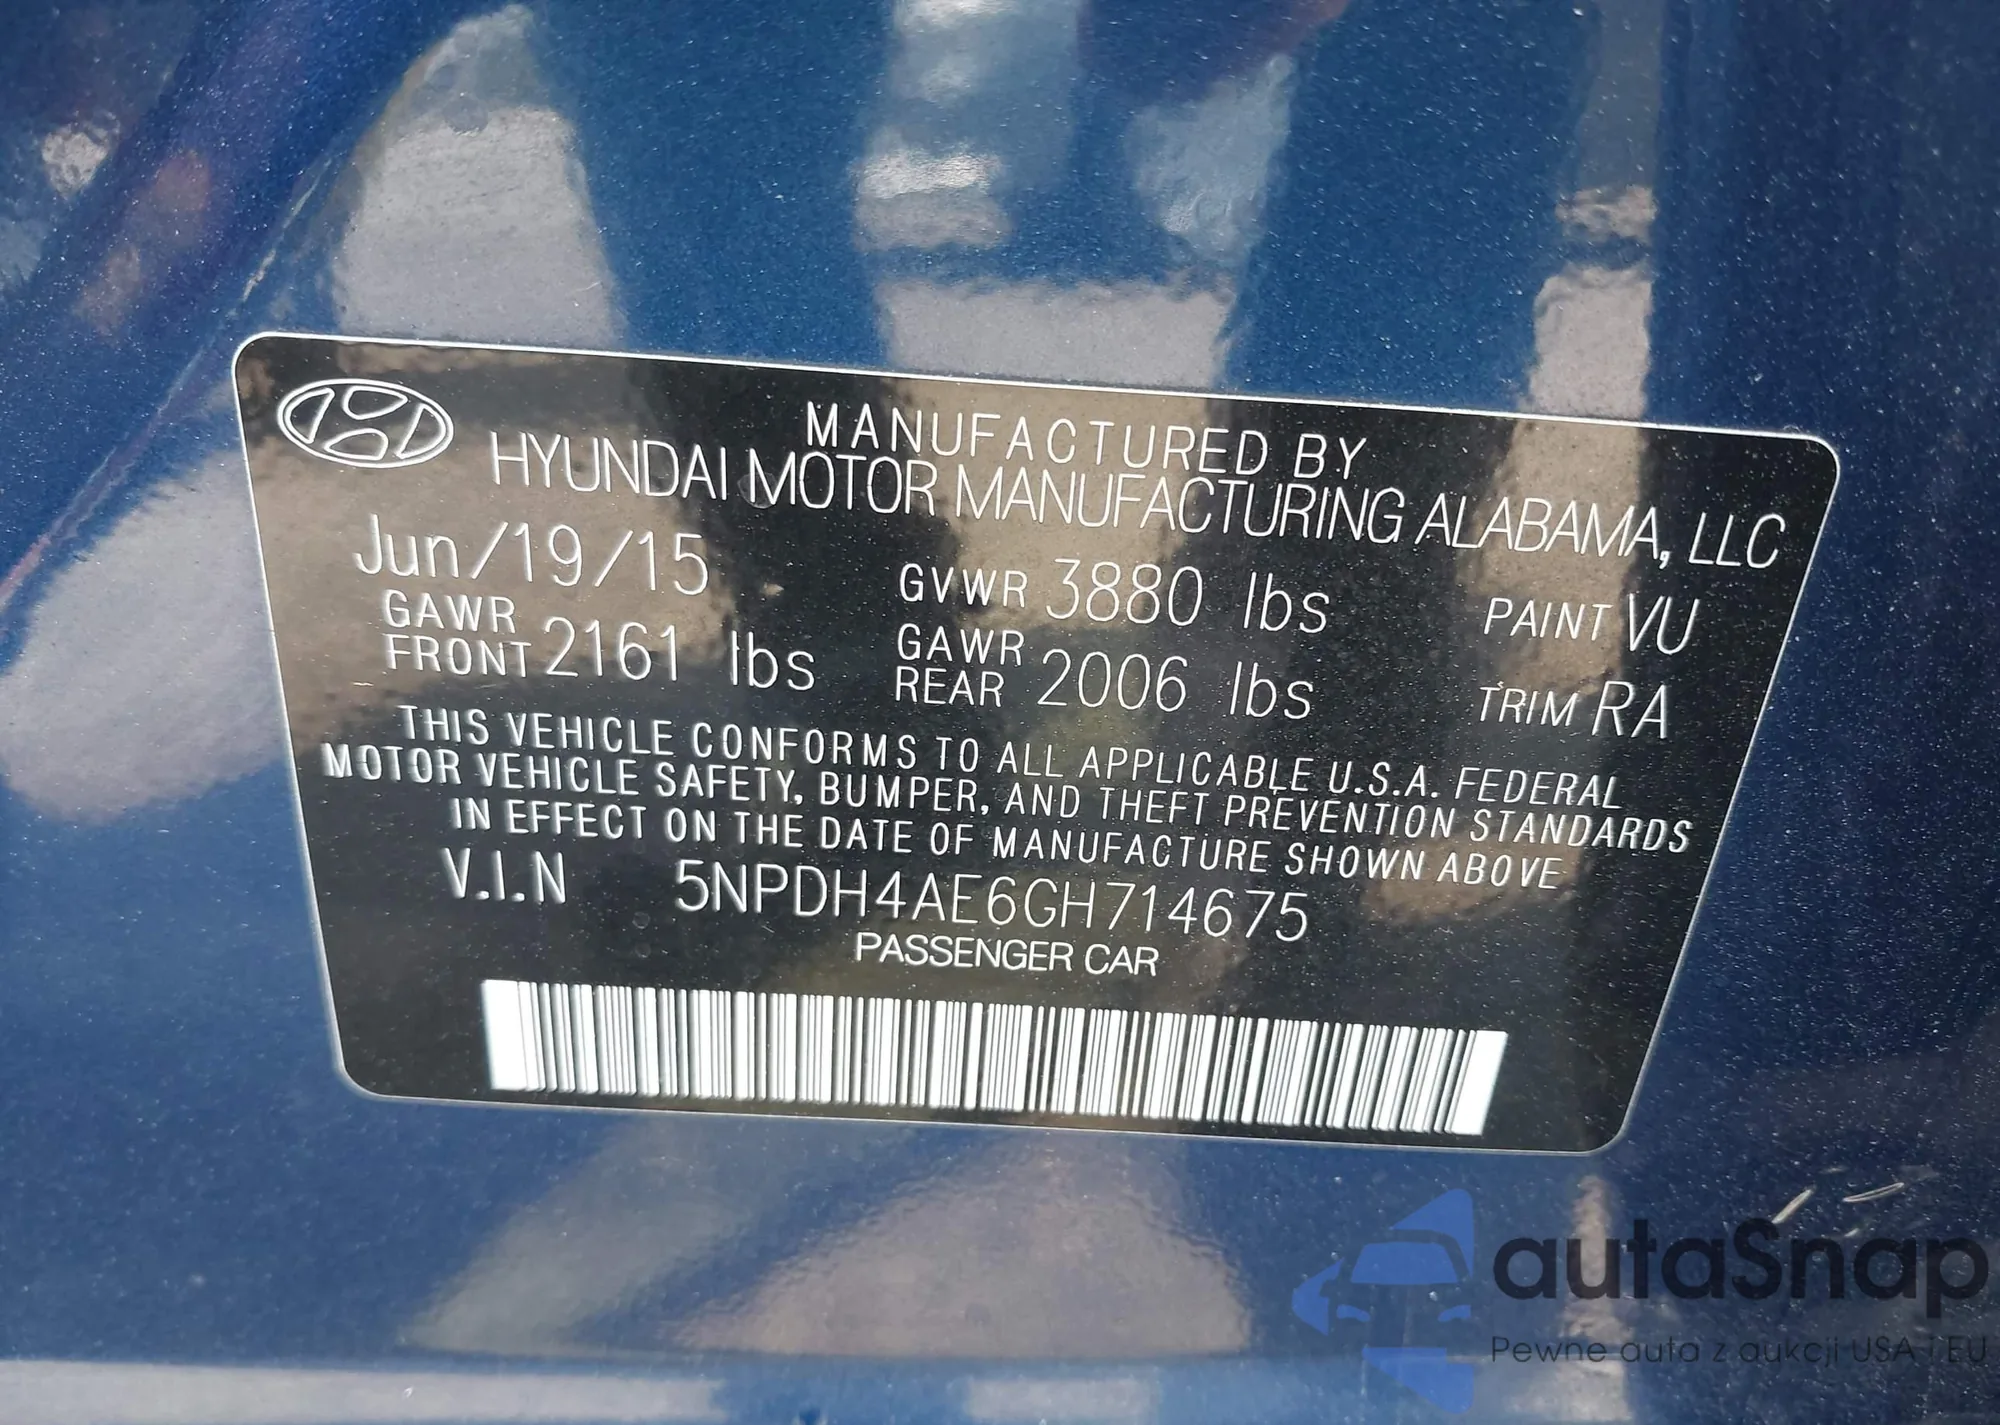 MANUFACTURED BY
HYUNDAI MOTOR MANUFACTURING ALABAMA, LLC
Jun/19/15 GVWR 3880 lbs PAINT VU
GAWR FRONT 2161 lbs GAWR REAR 2006 lbs TRIM RA
THIS VEHICLE CONFORMS TO ALL APPLICABLE U.S.A. FEDERAL
MOTOR VEHICLE SAFETY, BUMPER, AND THEFT PREVENTION STANDARDS
IN EFFECT ON THE DATE OF MANUFACTURE SHOWN ABOVE
V.I.N 5NPDH4AE6GH714675
PASSENGER CAR
autaSnap
Pewne auta z aukcji USA i EU